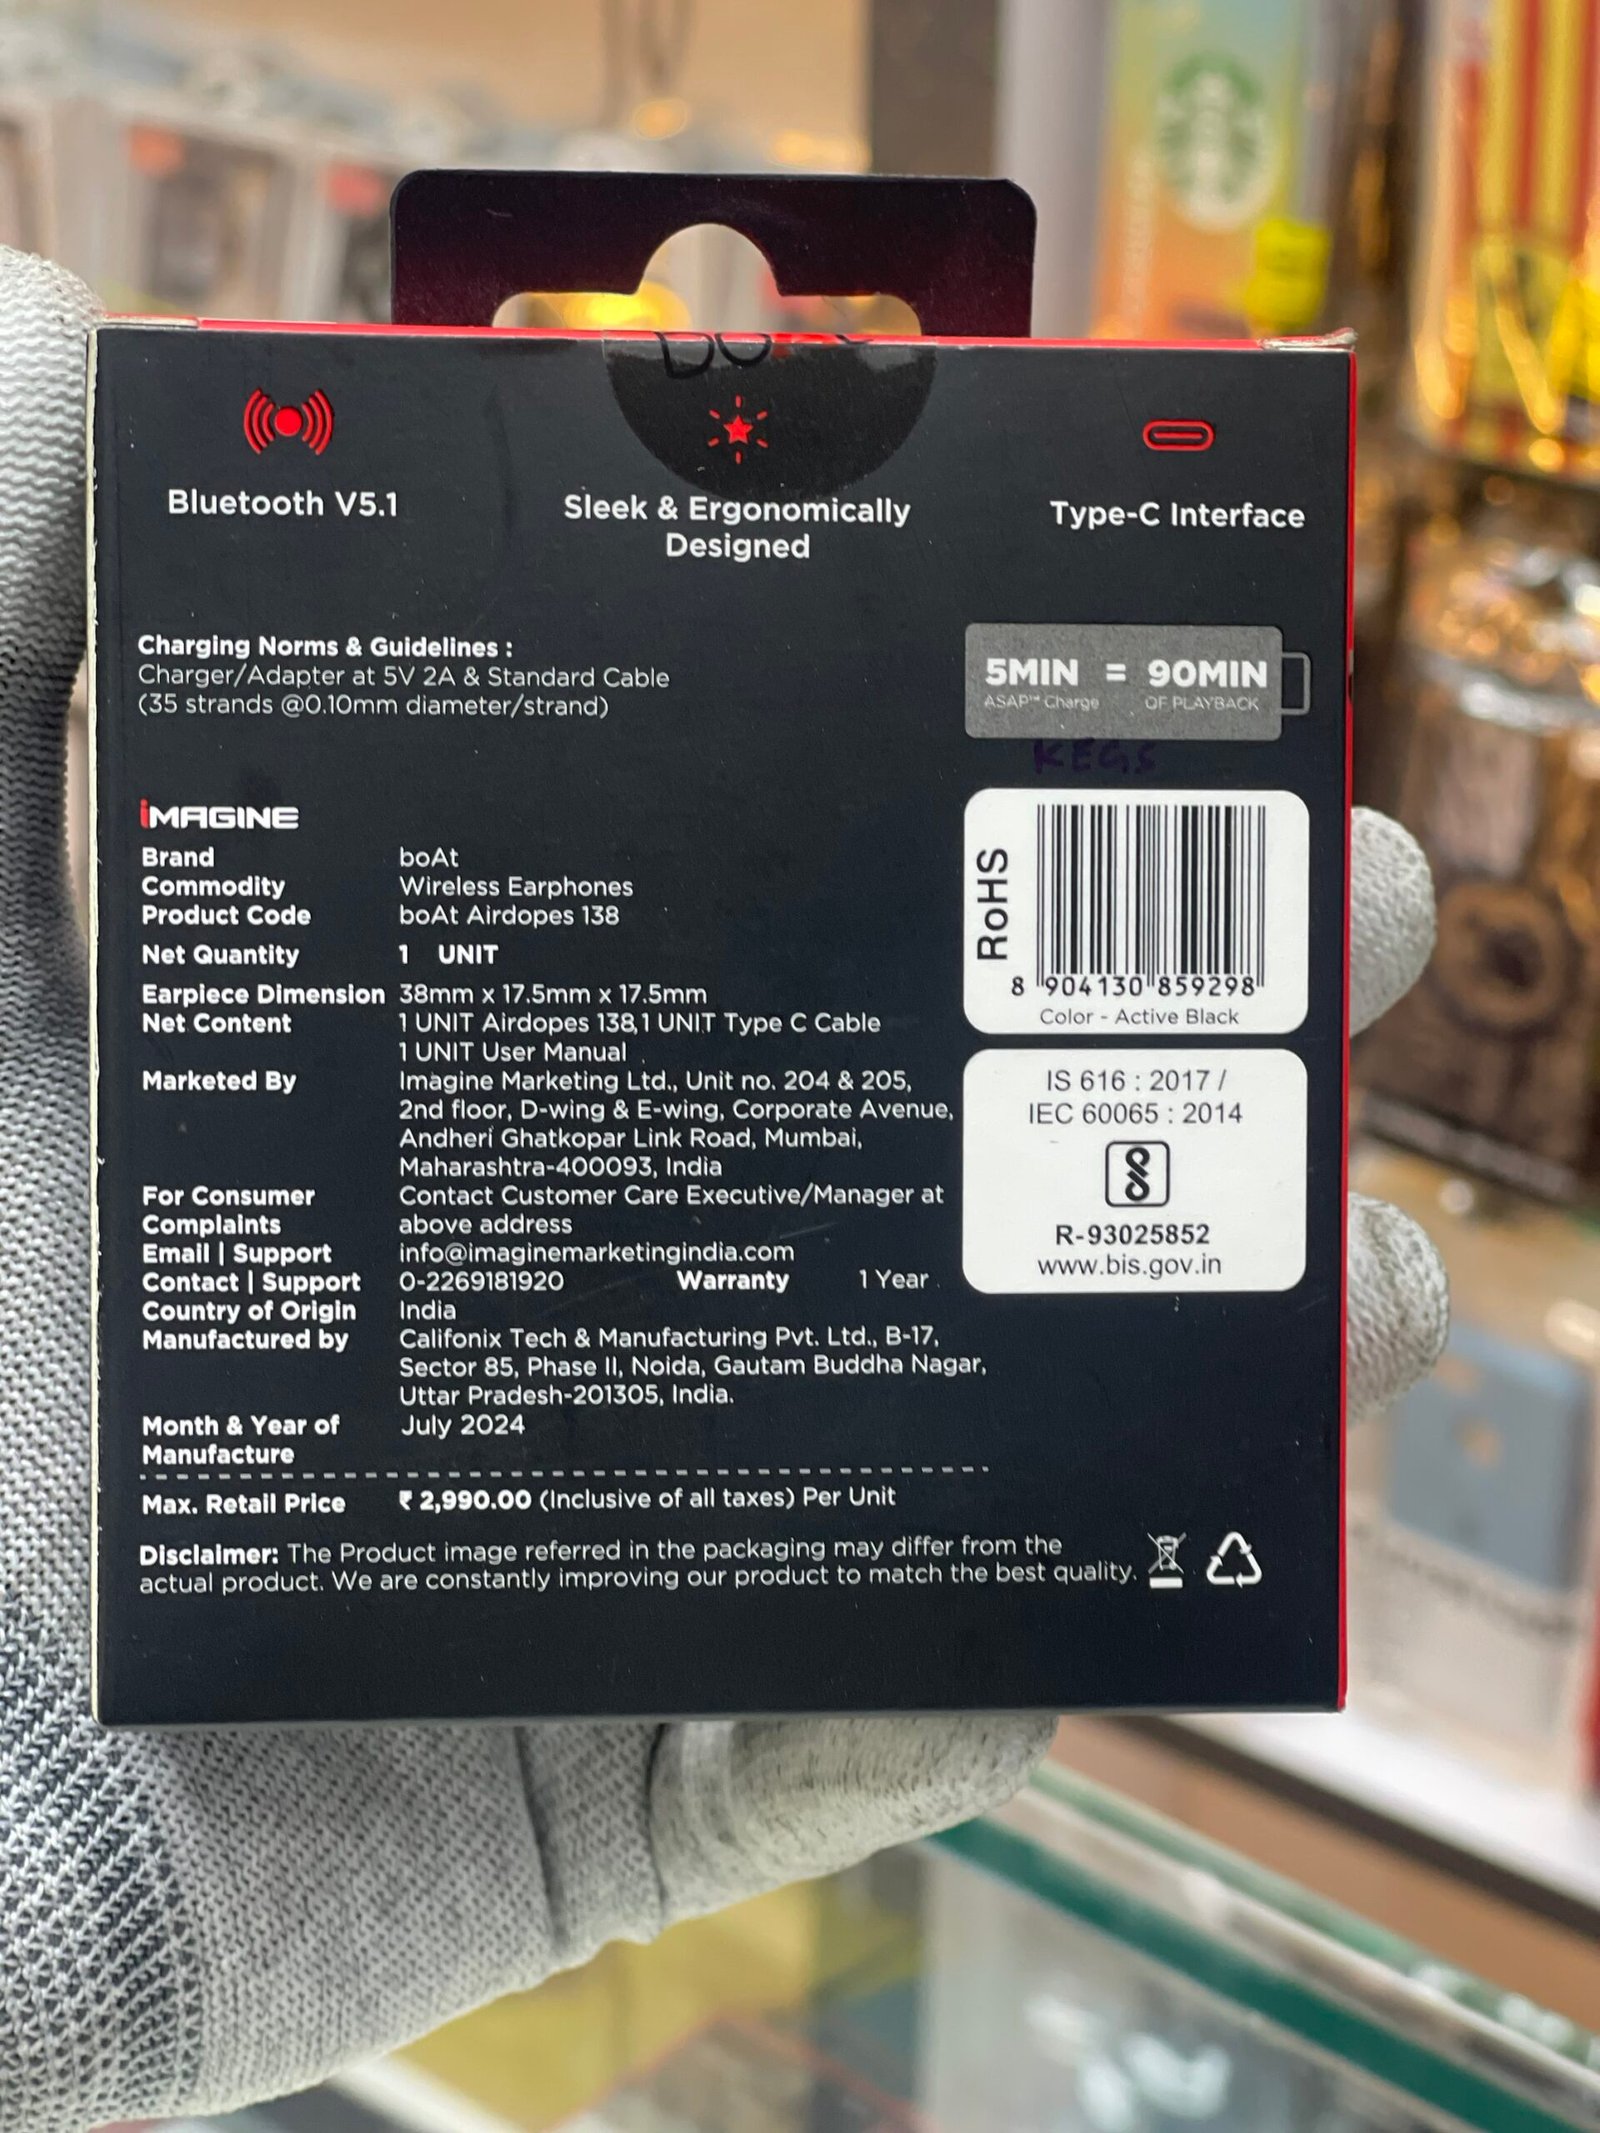 Bluetooth V5.1
Sleek & Ergonomically
Designed
Type-C Interface
Charging Norms & Guidelines :
Charger/Adapter at 5V 2A & Standard Cable
(35 strands @0.10mm diameter/strand)
5MIN = 90MIN
ASAP™ Charge OF PLAYBACK
KEGS
iMAGINE
Brand boAt
Commodity Wireless Earphones
Product Code boAt Airdopes 138
Net Quantity 1 UNIT
Earpiece Dimension 38mm x 17.5mm x 17.5mm
Net Content 1 UNIT Airdopes 138,1 UNIT Type C Cable
1 UNIT User Manual
Marketed By Imagine Marketing Ltd., Unit no. 204 & 205,
2nd floor, D-wing & E-wing, Corporate Avenue,
Andheri Ghatkopar Link Road, Mumbai,
Maharashtra-400093, India
For Consumer Contact Customer Care Executive/Manager at
Complaints above address
Email | Support info@imaginemarketingindia.com
Contact | Support 0-2269181920 Warranty 1 Year
Country of Origin India
Manufactured by Califonix Tech & Manufacturing Pvt. Ltd., B-17,
Sector 85, Phase II, Noida, Gautam Buddha Nagar,
Uttar Pradesh-201305, India.
Month & Year of July 2024
Manufacture
Max. Retail Price ₹ 2,990.00 (Inclusive of all taxes) Per Unit
Disclaimer: The Product image referred in the packaging may differ from the
actual product. We are constantly improving our product to match the best quality.
RoHS
8 904130 859298
Color - Active Black
IS 616 : 2017 /
IEC 60065 : 2014
R-93025852
www.bis.gov.in